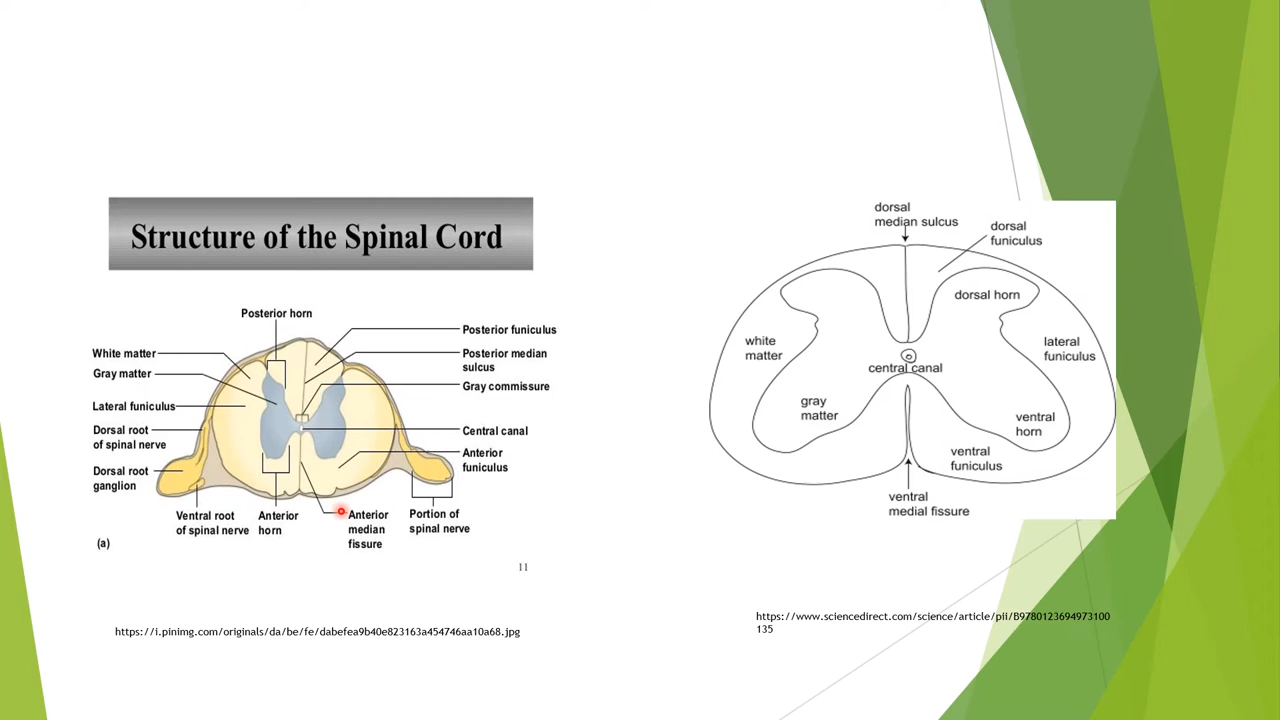 Structure of the Spinal Cord
Posterior horn
White matter
Gray matter
Lateral funiculus
Dorsal root
of spinal nerve
Dorsal root
ganglion
Ventral root
of spinal nerve
Anterior
horn
Posterior funiculus
Posterior median
sulcus
Gray commissure
Central canal
Anterior
funiculus
Anterior
median
fissure
Portion of
spinal nerve
(a)
11
https://i.pinimg.com/originals/da/be/fe/dabefea9b40e823163a454746aa10a68.jpg
dorsal
median sulcus
dorsal
funiculus
dorsal horn
white
matter
lateral
funiculus
central canal
gray
matter
ventral
horn
ventral
funiculus
ventral
medial fissure
https://www.sciencedirect.com/science/article/pii/B9780123694973100
135